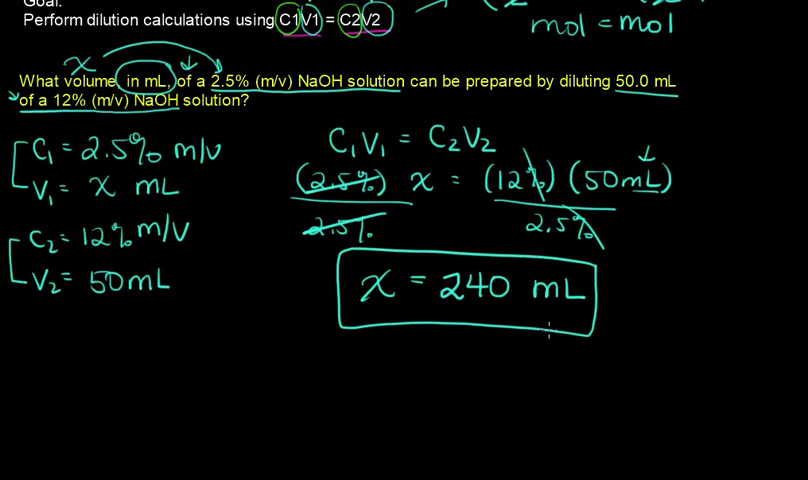 Goal:
Perform dilution calculations using C1V1 = C2V2
mol = mol
x
What volume, in mL, of a 2.5% (m/v) NaOH solution can be prepared by diluting 50.0 mL
of a 12% (m/v) NaOH solution?
C1 = 2.5% m/v
V1 = x mL
C2 = 12% m/v
V2 = 50mL
C1V1 = C2V2
(2.5%) x = (12%) (50mL)
2.5% 2.5%
x = 240 mL